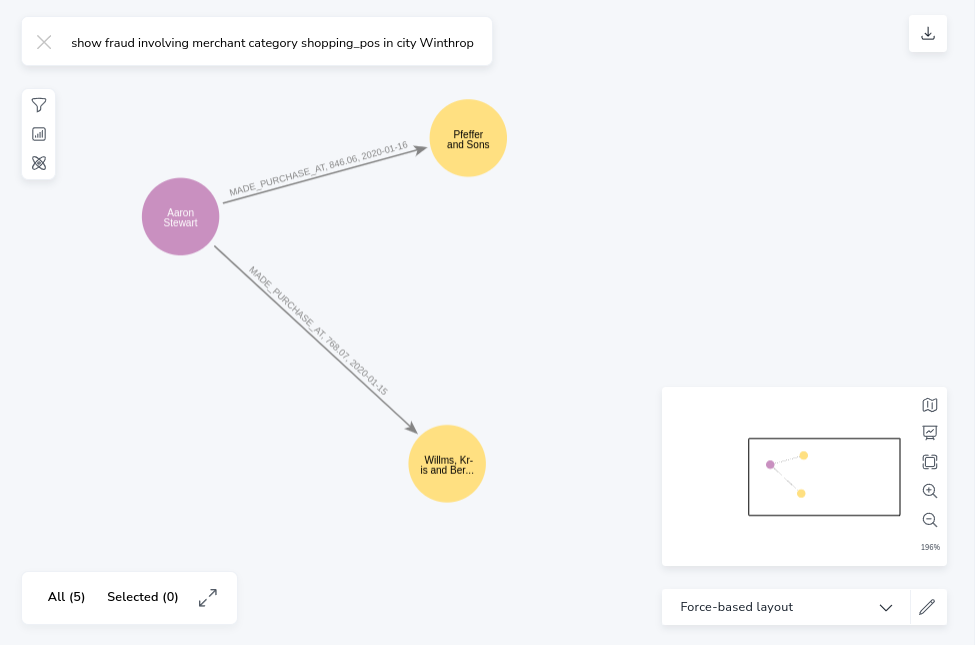 show fraud involving merchant category shopping_pos in city Winthrop
Pfeffer
and Sons
MADE_PURCHASE_AT, 846.06, 2020-01-16
Aaron
Stewart
MADE_PURCHASE_AT, 768.07, 2020-01-15
Willms, Kr-
is and Ber...
196%
All (5)
Selected (0)
Force-based layout